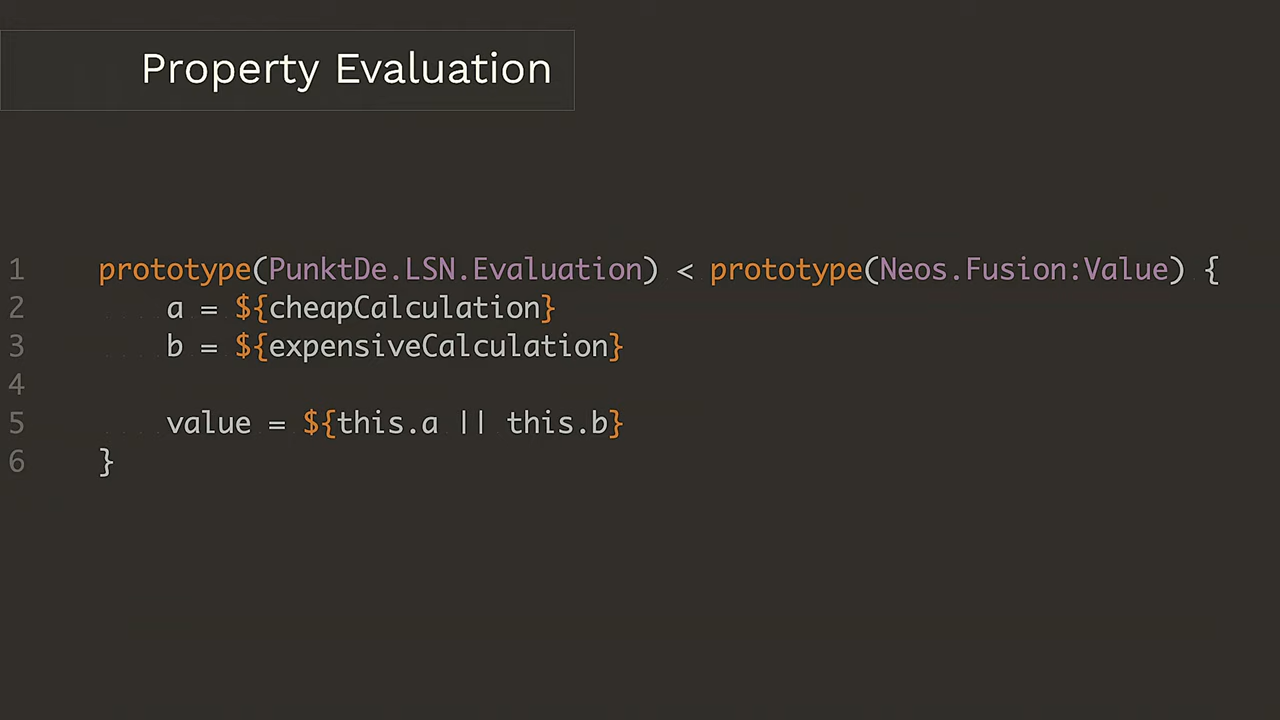 Property Evaluation
1 prototype(PunktDe.LSN.Evaluation) < prototype(Neos.Fusion:Value) {
2 a = ${cheapCalculation}
3 b = ${expensiveCalculation}
4
5 value = ${this.a || this.b}
6 }